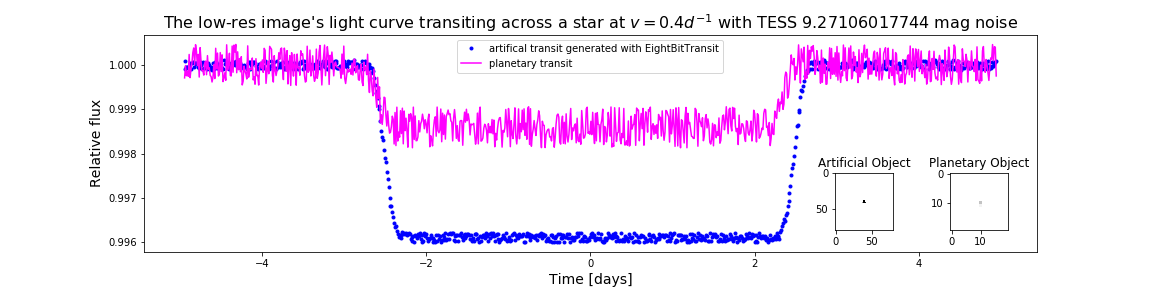 The low-res image's light curve transiting across a star at v = 0.4d⁻¹ with TESS 9.27106017744 mag noise
artifical transit generated with EightBitTransit
planetary transit
Relative flux
1.000
0.999
0.998
0.997
0.996
−4
−2
0
2
4
Time [days]
Artificial Object
0
50
0
50
Planetary Object
0
10
0
10